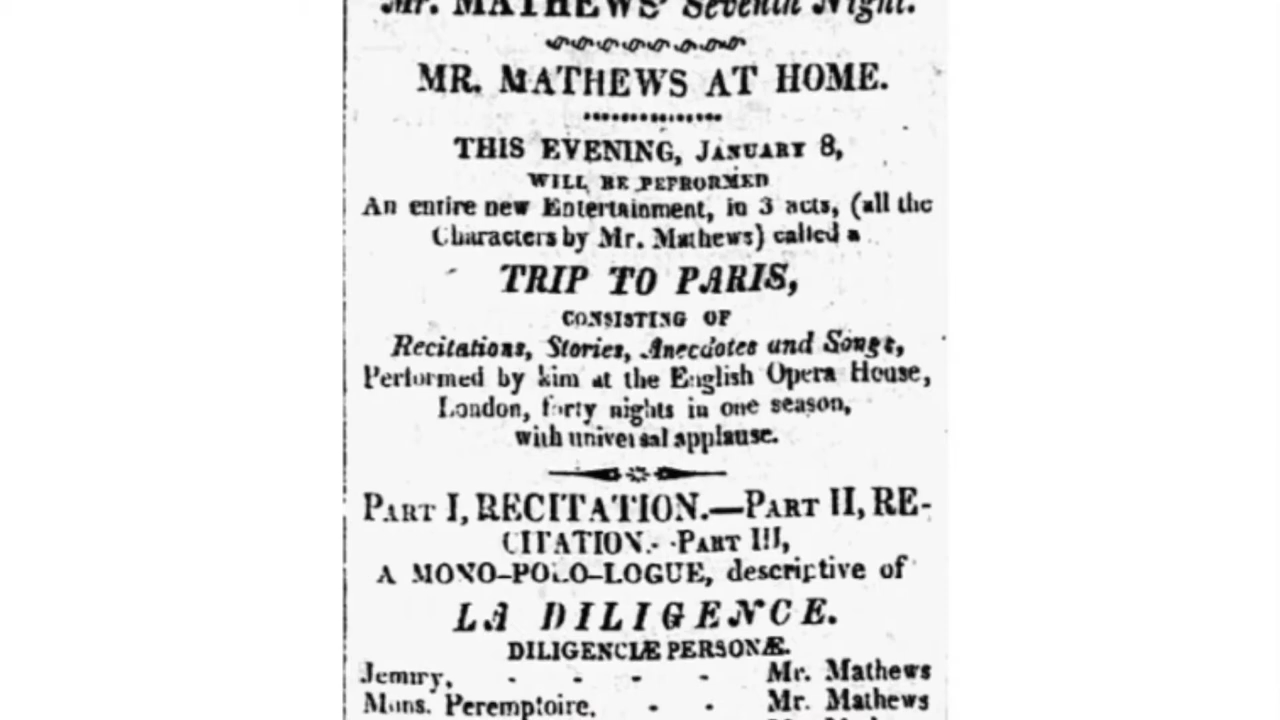 Mr. MATHEWS' Seventh Night.
MR. MATHEWS AT HOME.
THIS EVENING, JANUARY 8,
WILL BE PEFRORMED
An entire new Entertainment, in 3 acts, (all the
Characters by Mr. Mathews) called a
TRIP TO PARIS,
CONSISTING OF
Recitations, Stories, Anecdotes and Songs,
Performed by him at the English Opera House,
London, forty nights in one season,
with universal applause.
PART I, RECITATION.—PART II, RE-
CITATION.--PART III,
A MONO-POLO-LOGUE, descriptive of
LA DILIGENCE.
DILIGENCIÆ PERSONÆ.
Jemmy, - - - - Mr. Mathews
Mons. Peremptoire, - - Mr. Mathews